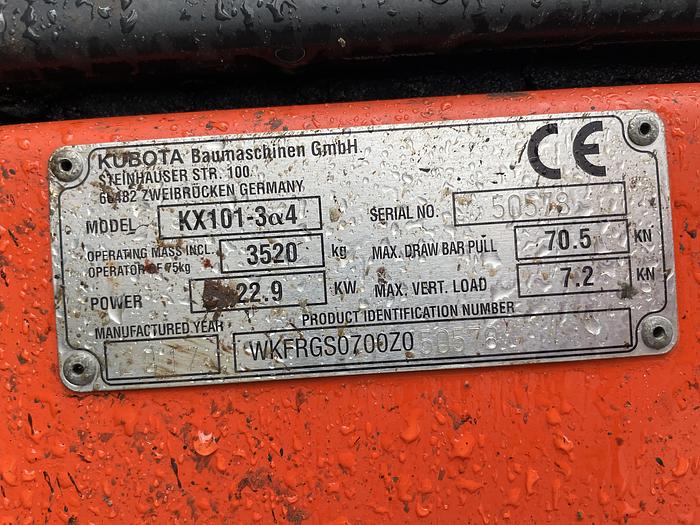 KUBOTA Baumaschinen GmbH
STEINHAUSER STR. 100
66482 ZWEIBRÜCKEN GERMANY
CE
MODEL KX101-3α4
SERIAL NO. 50578
OPERATING MASS INCL. OPERATOR OF 75kg 3520 kg
MAX. DRAW BAR PULL 70.5 KN
POWER 22.9 KW
MAX. VERT. LOAD 7.2 KN
MANUFACTURED YEAR
PRODUCT IDENTIFICATION NUMBER
WKFRGS0700Z050578